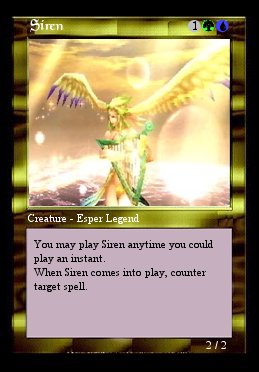 Siren 1
Creature - Esper Legend
You may play Siren anytime you could
play an instant.
When Siren comes into play, counter
target spell.
2/2